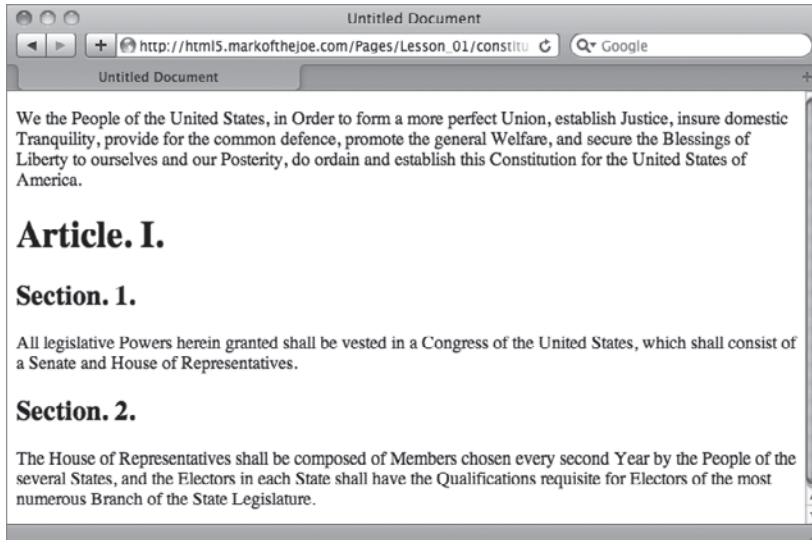 Untitled Document
http://html5.markofthejoe.com/Pages/Lesson_01/constitu
Google
Untitled Document
We the People of the United States, in Order to form a more perfect Union, establish Justice, insure domestic
Tranquility, provide for the common defence, promote the general Welfare, and secure the Blessings of
Liberty to ourselves and our Posterity, do ordain and establish this Constitution for the United States of
America.
Article. I.
Section. 1.
All legislative Powers herein granted shall be vested in a Congress of the United States, which shall consist of
a Senate and House of Representatives.
Section. 2.
The House of Representatives shall be composed of Members chosen every second Year by the People of the
several States, and the Electors in each State shall have the Qualifications requisite for Electors of the most
numerous Branch of the State Legislature.